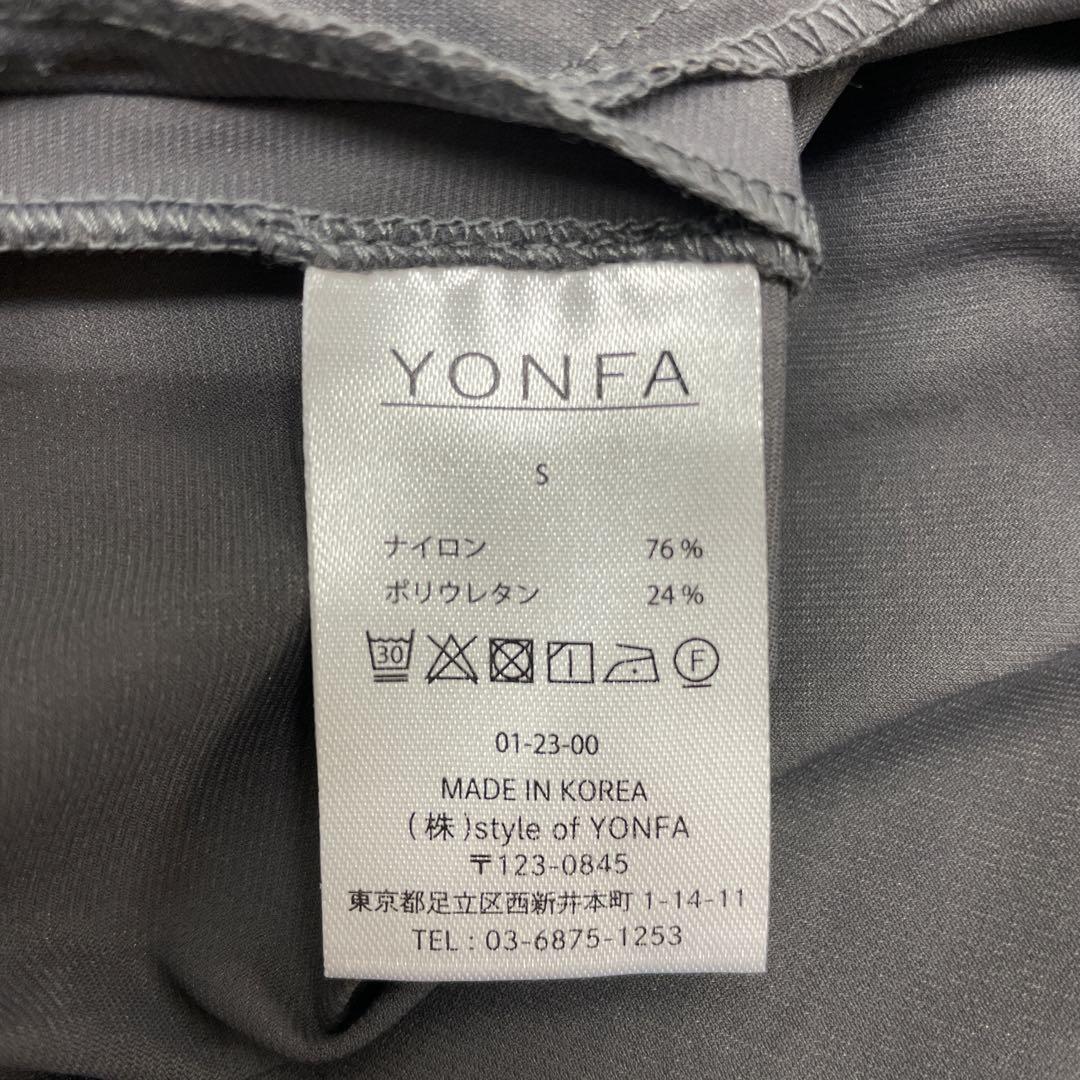 YONFA
S
ナイロン 76%
ポリウレタン 24%
30 F
01-23-00
MADE IN KOREA
(株)style of YONFA
〒123-0845
東京都足立区西新井本町 1-14-11
TEL : 03-6875-1253